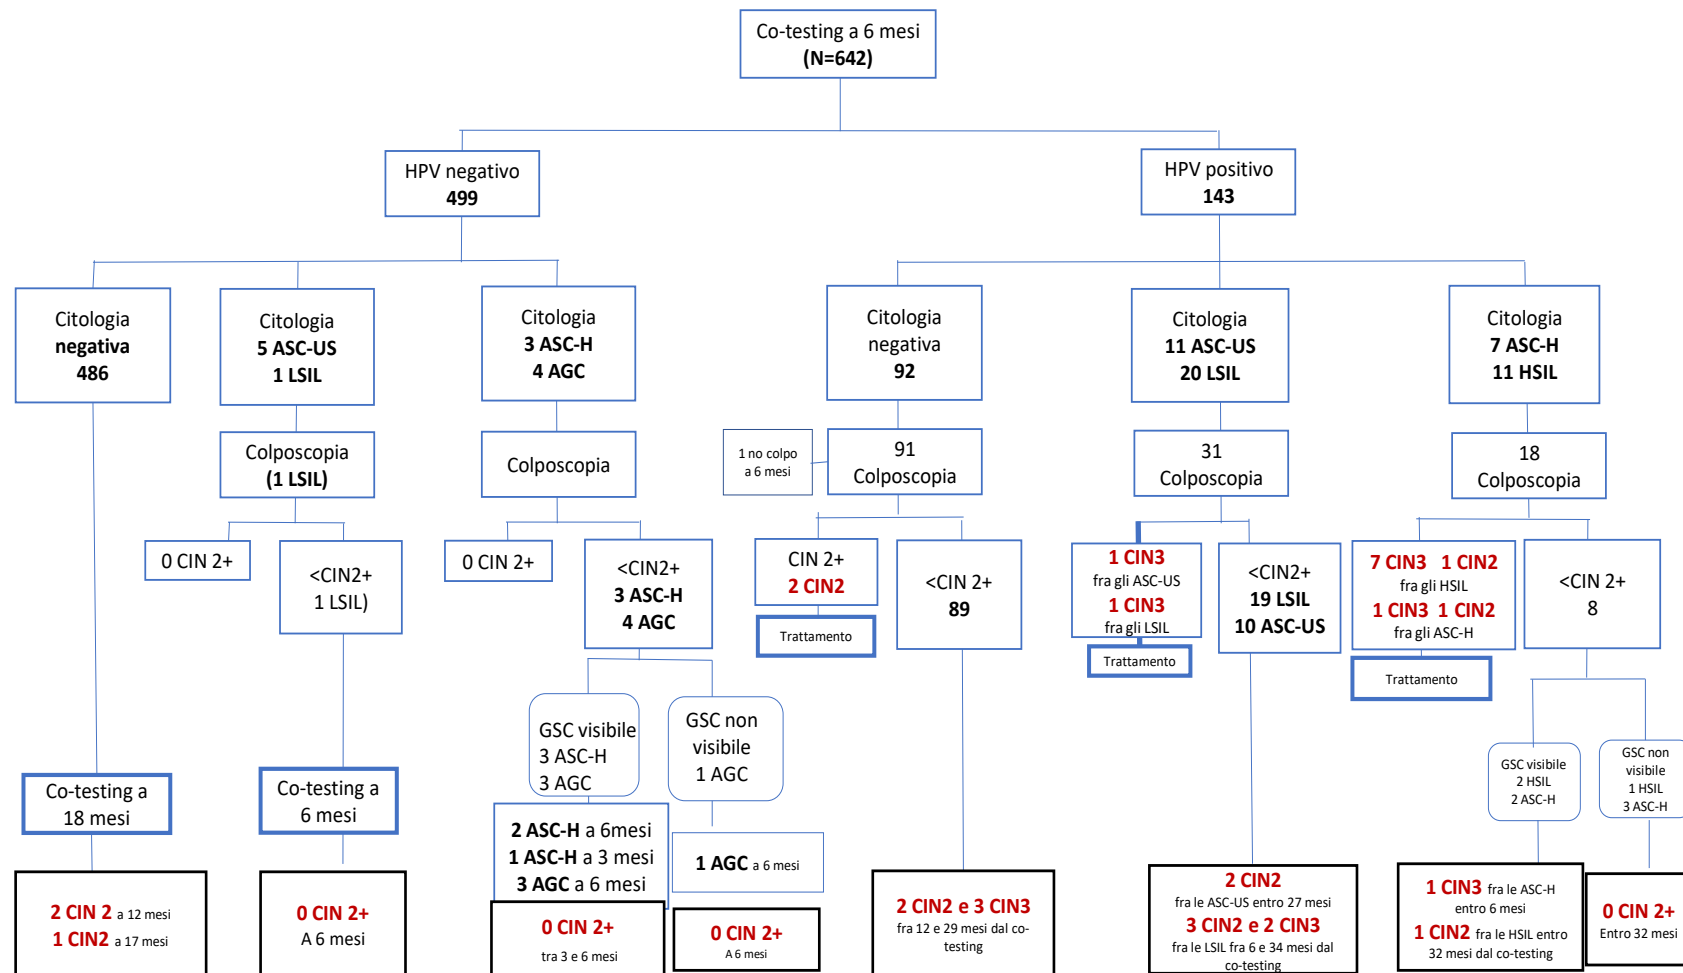 Co-testing a 6 mesi
(N=642)
HPV negativo
499
HPV positivo
143
Citologia
negativa
486
Citologia
5 ASC-US
1 LSIL
Citologia
3 ASC-H
4 AGC
Citologia
negativa
92
Citologia
11 ASC-US
20 LSIL
Citologia
7 ASC-H
11 HSIL
Colposcopia
(1 LSIL)
Colposcopia
1 no colpo
a 6 mesi
91
Colposcopia
31
Colposcopia
18
Colposcopia
0 CIN 2+
<CIN2+
1 LSIL)
0 CIN 2+
<CIN2+
3 ASC-H
4 AGC
CIN 2+
2 CIN2
Trattamento
<CIN 2+
89
1 CIN3
fra gli ASC-US
1 CIN3
fra gli LSIL
Trattamento
<CIN2+
19 LSIL
10 ASC-US
7 CIN3 1 CIN2
fra gli HSIL
1 CIN3 1 CIN2
fra gli ASC-H
Trattamento
<CIN 2+
8
GSC visibile
3 ASC-H
3 AGC
GSC non
visibile
1 AGC
GSC visibile
2 HSIL
2 ASC-H
GSC non
visibile
1 HSIL
3 ASC-H
Co-testing a
18 mesi
Co-testing a
6 mesi
2 ASC-H a 6mesi
1 ASC-H a 3 mesi
3 AGC a 6 mesi
1 AGC a 6 mesi
2 CIN 2 a 12 mesi
1 CIN2 a 17 mesi
0 CIN 2+
A 6 mesi
0 CIN 2+
tra 3 e 6 mesi
0 CIN 2+
A 6 mesi
2 CIN2 e 3 CIN3
fra 12 e 29 mesi dal co-
testing
2 CIN2
fra le ASC-US entro 27 mesi
3 CIN2 e 2 CIN3
fra le LSIL fra 6 e 34 mesi dal
co-testing
1 CIN3 fra le ASC-H
entro 6 mesi
1 CIN2 fra le HSIL entro
32 mesi dal co-testing
0 CIN 2+
Entro 32 mesi